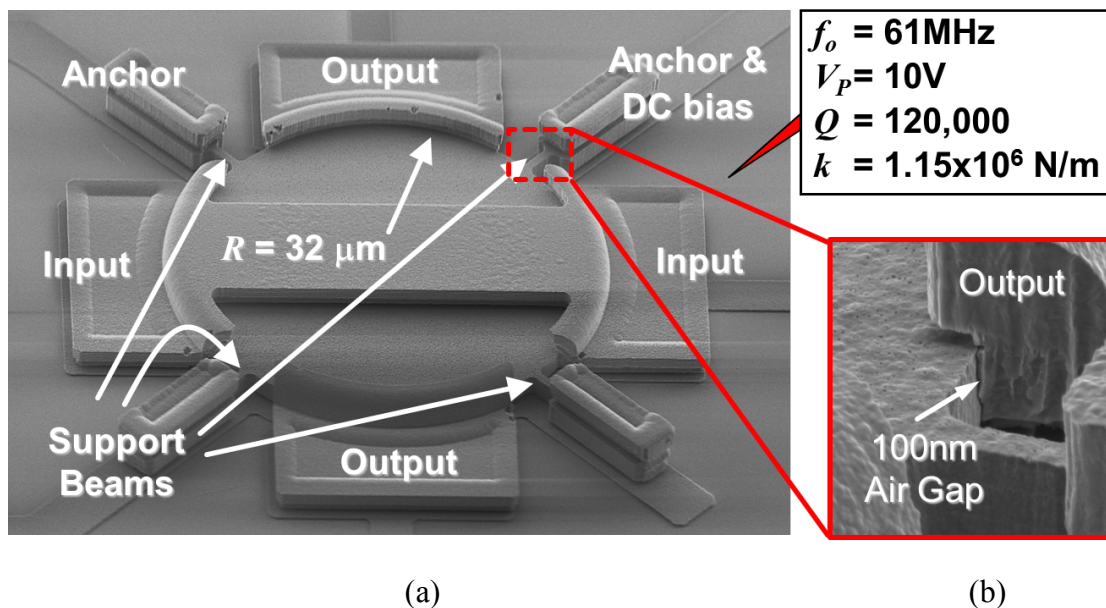 Anchor
Output
Anchor &
DC bias
Input
R = 32 μm
Input
Support
Beams
Output
fo = 61MHz
VP = 10V
Q = 120,000
k = 1.15x10⁶ N/m
Output
100nm
Air Gap
(a)
(b)